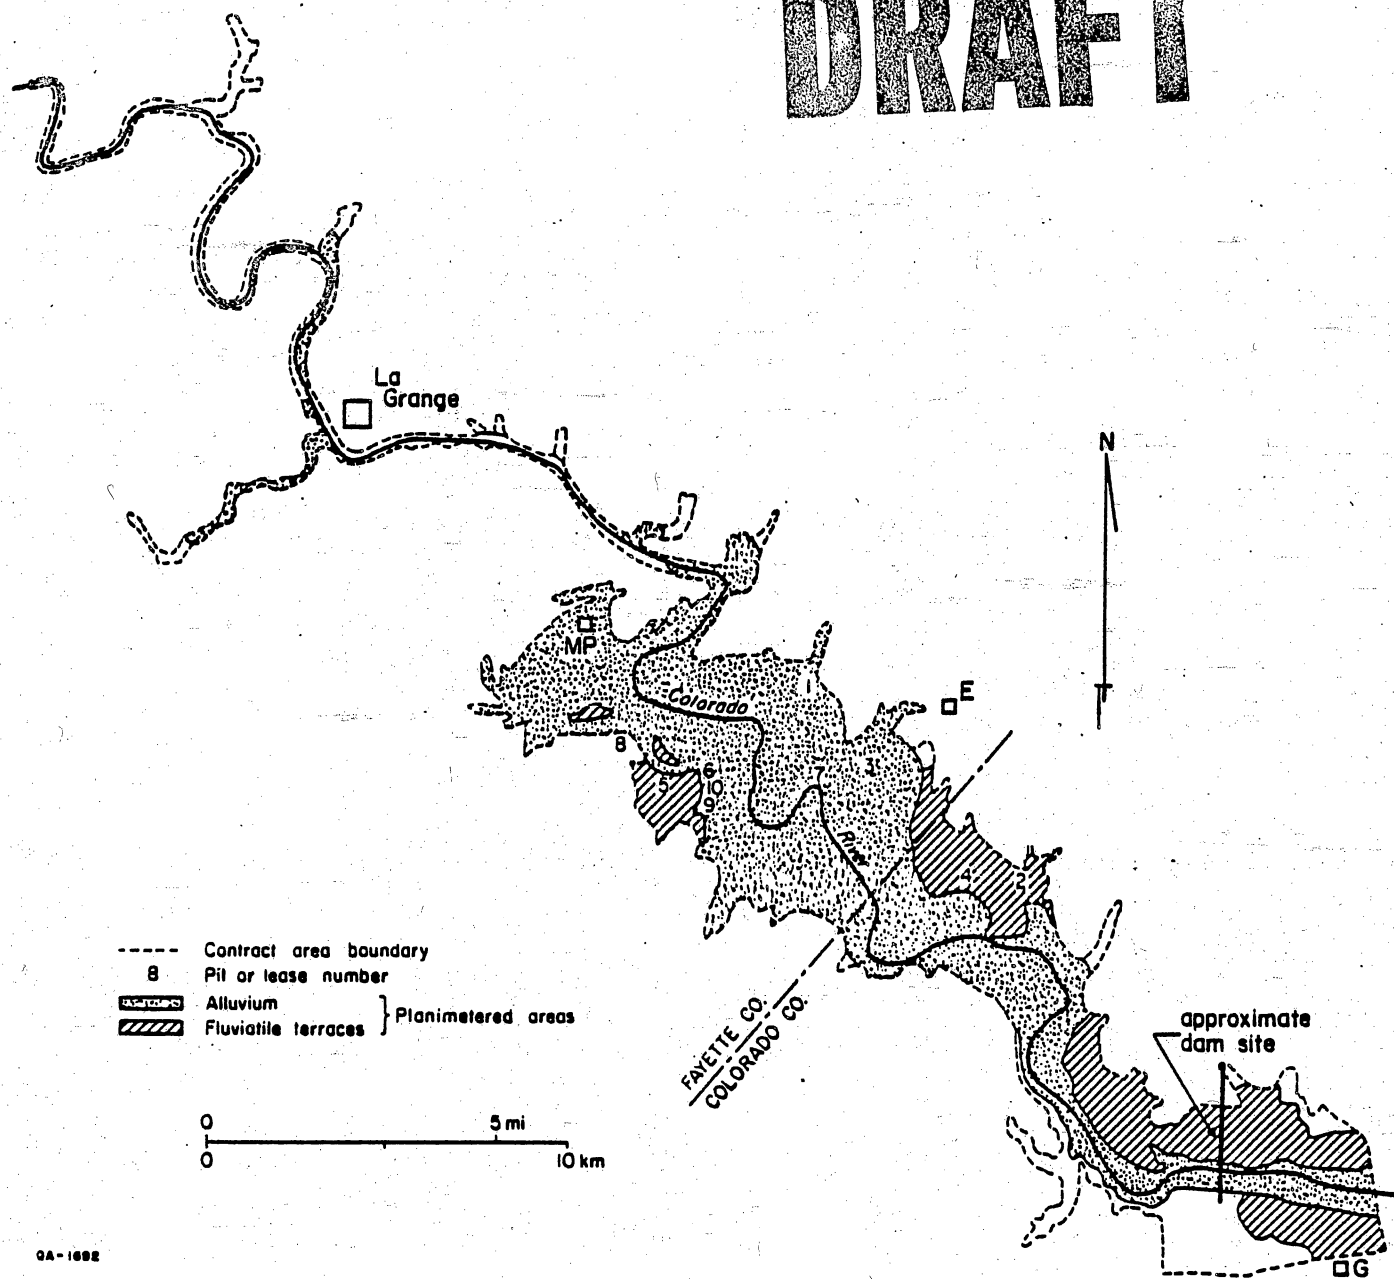 DRAFT
La
Grange
N
MP
E
Colorado
1
8
7
3
6
5
10
9
River
4
2
---- Contract area boundary
8 Pit or lease number
Alluvium
Fluviatile terraces
Planimetered areas
FAYETTE CO.
COLORADO CO.
approximate
dam site
0 5 mi
0 10 km
QA-1692
G